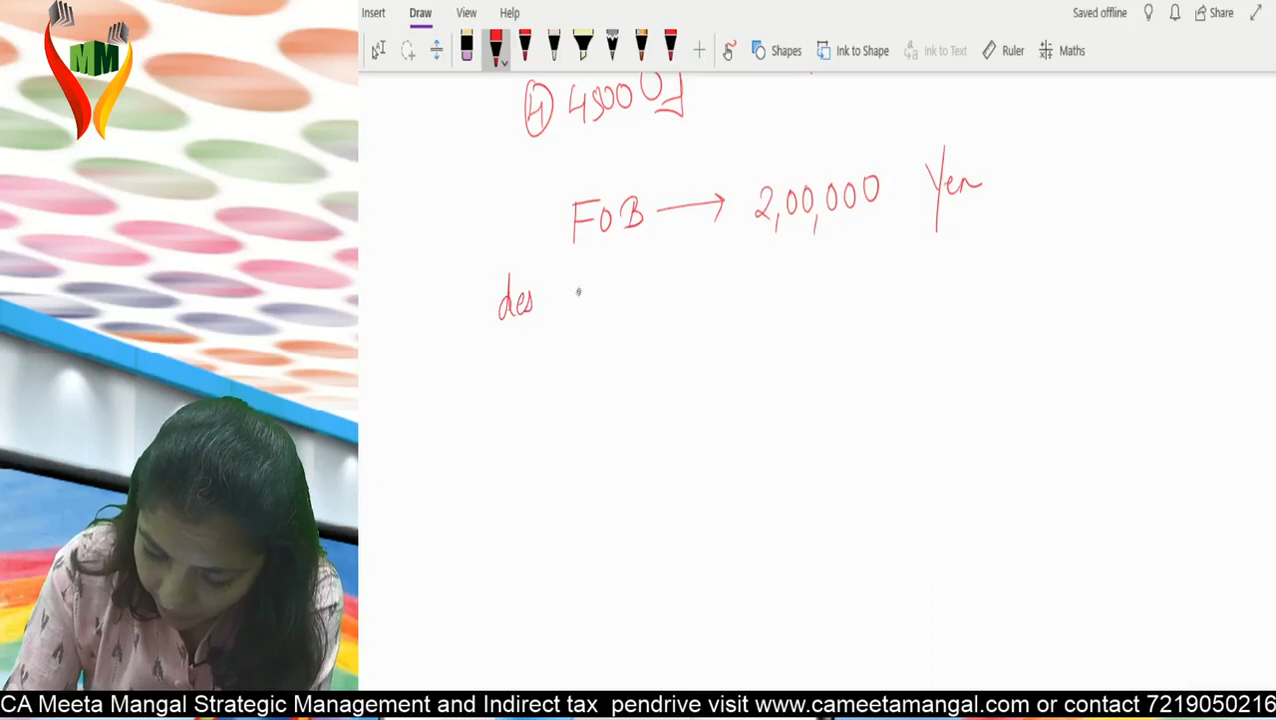 Insert Draw View Help Saved offline Share
Shapes Ink to Shape Ink to Text Ruler Maths
MM
FOB → 2,00,000 Yen
des
CA Meeta Mangal Strategic Management and Indirect tax pendrive visit www.cameetamangal.com or contact 7219050216